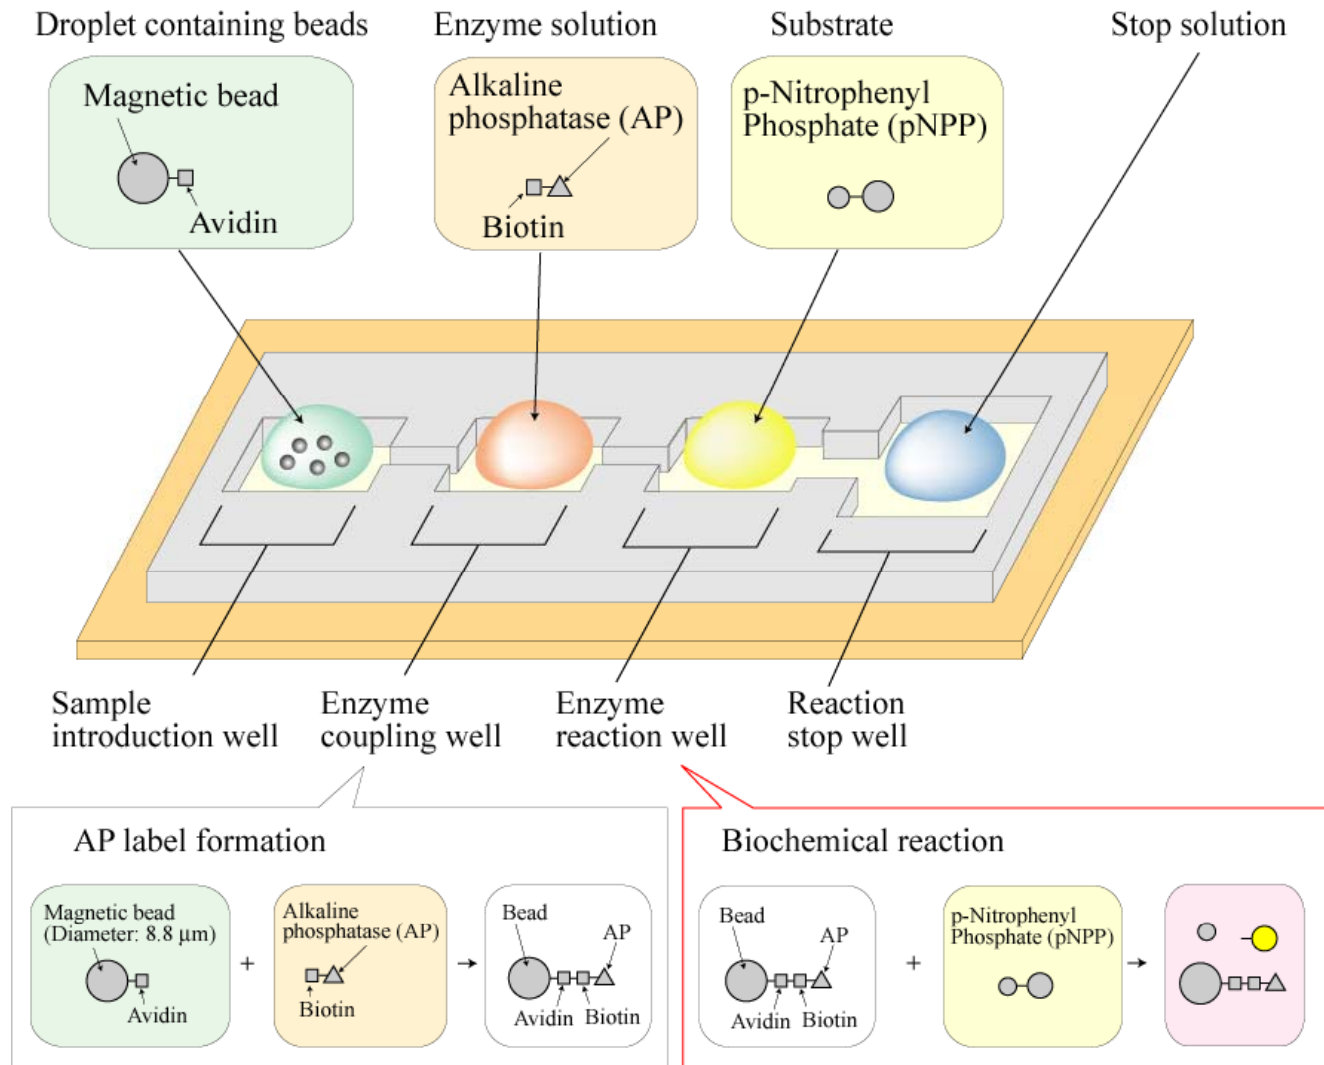 Droplet containing beads
Enzyme solution
Substrate
Stop solution
Magnetic bead
Avidin
Alkaline
phosphatase (AP)
Biotin
p-Nitrophenyl
Phosphate (pNPP)
Sample
introduction well
Enzyme
coupling well
Enzyme
reaction well
Reaction
stop well
AP label formation
Magnetic bead
(Diameter: 8.8 μm)
Avidin
+
Alkaline
phosphatase (AP)
Biotin
Bead
AP
Avidin
Biotin
Biochemical reaction
Bead
AP
Avidin
Biotin
+
p-Nitrophenyl
Phosphate (pNPP)